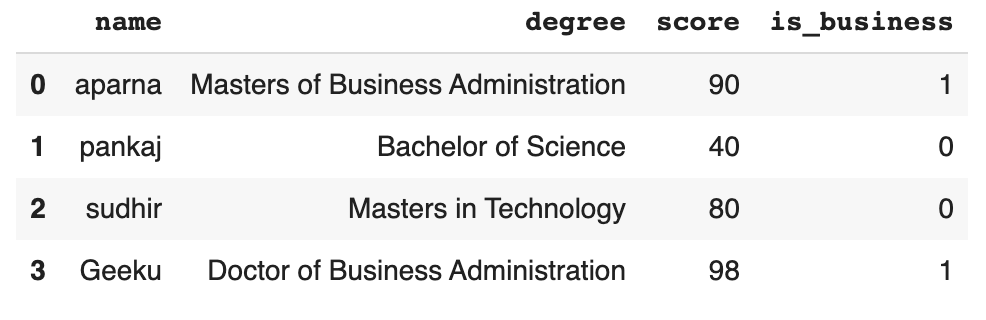 name degree score is_business
0 aparna Masters of Business Administration 90 1
1 pankaj Bachelor of Science 40 0
2 sudhir Masters in Technology 80 0
3 Geeku Doctor of Business Administration 98 1